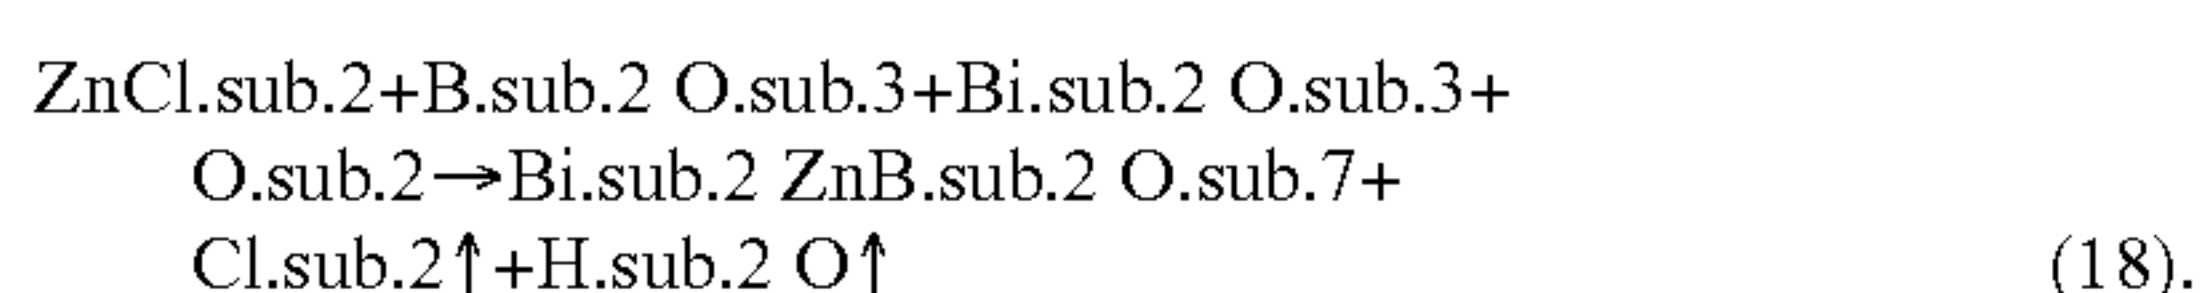 ZnCl.sub.2+B.sub.2 O.sub.3+Bi.sub.2 O.sub.3+
O.sub.2→Bi.sub.2 ZnB.sub.2 O.sub.7+
Cl.sub.2↑+H.sub.2 O↑ (18).